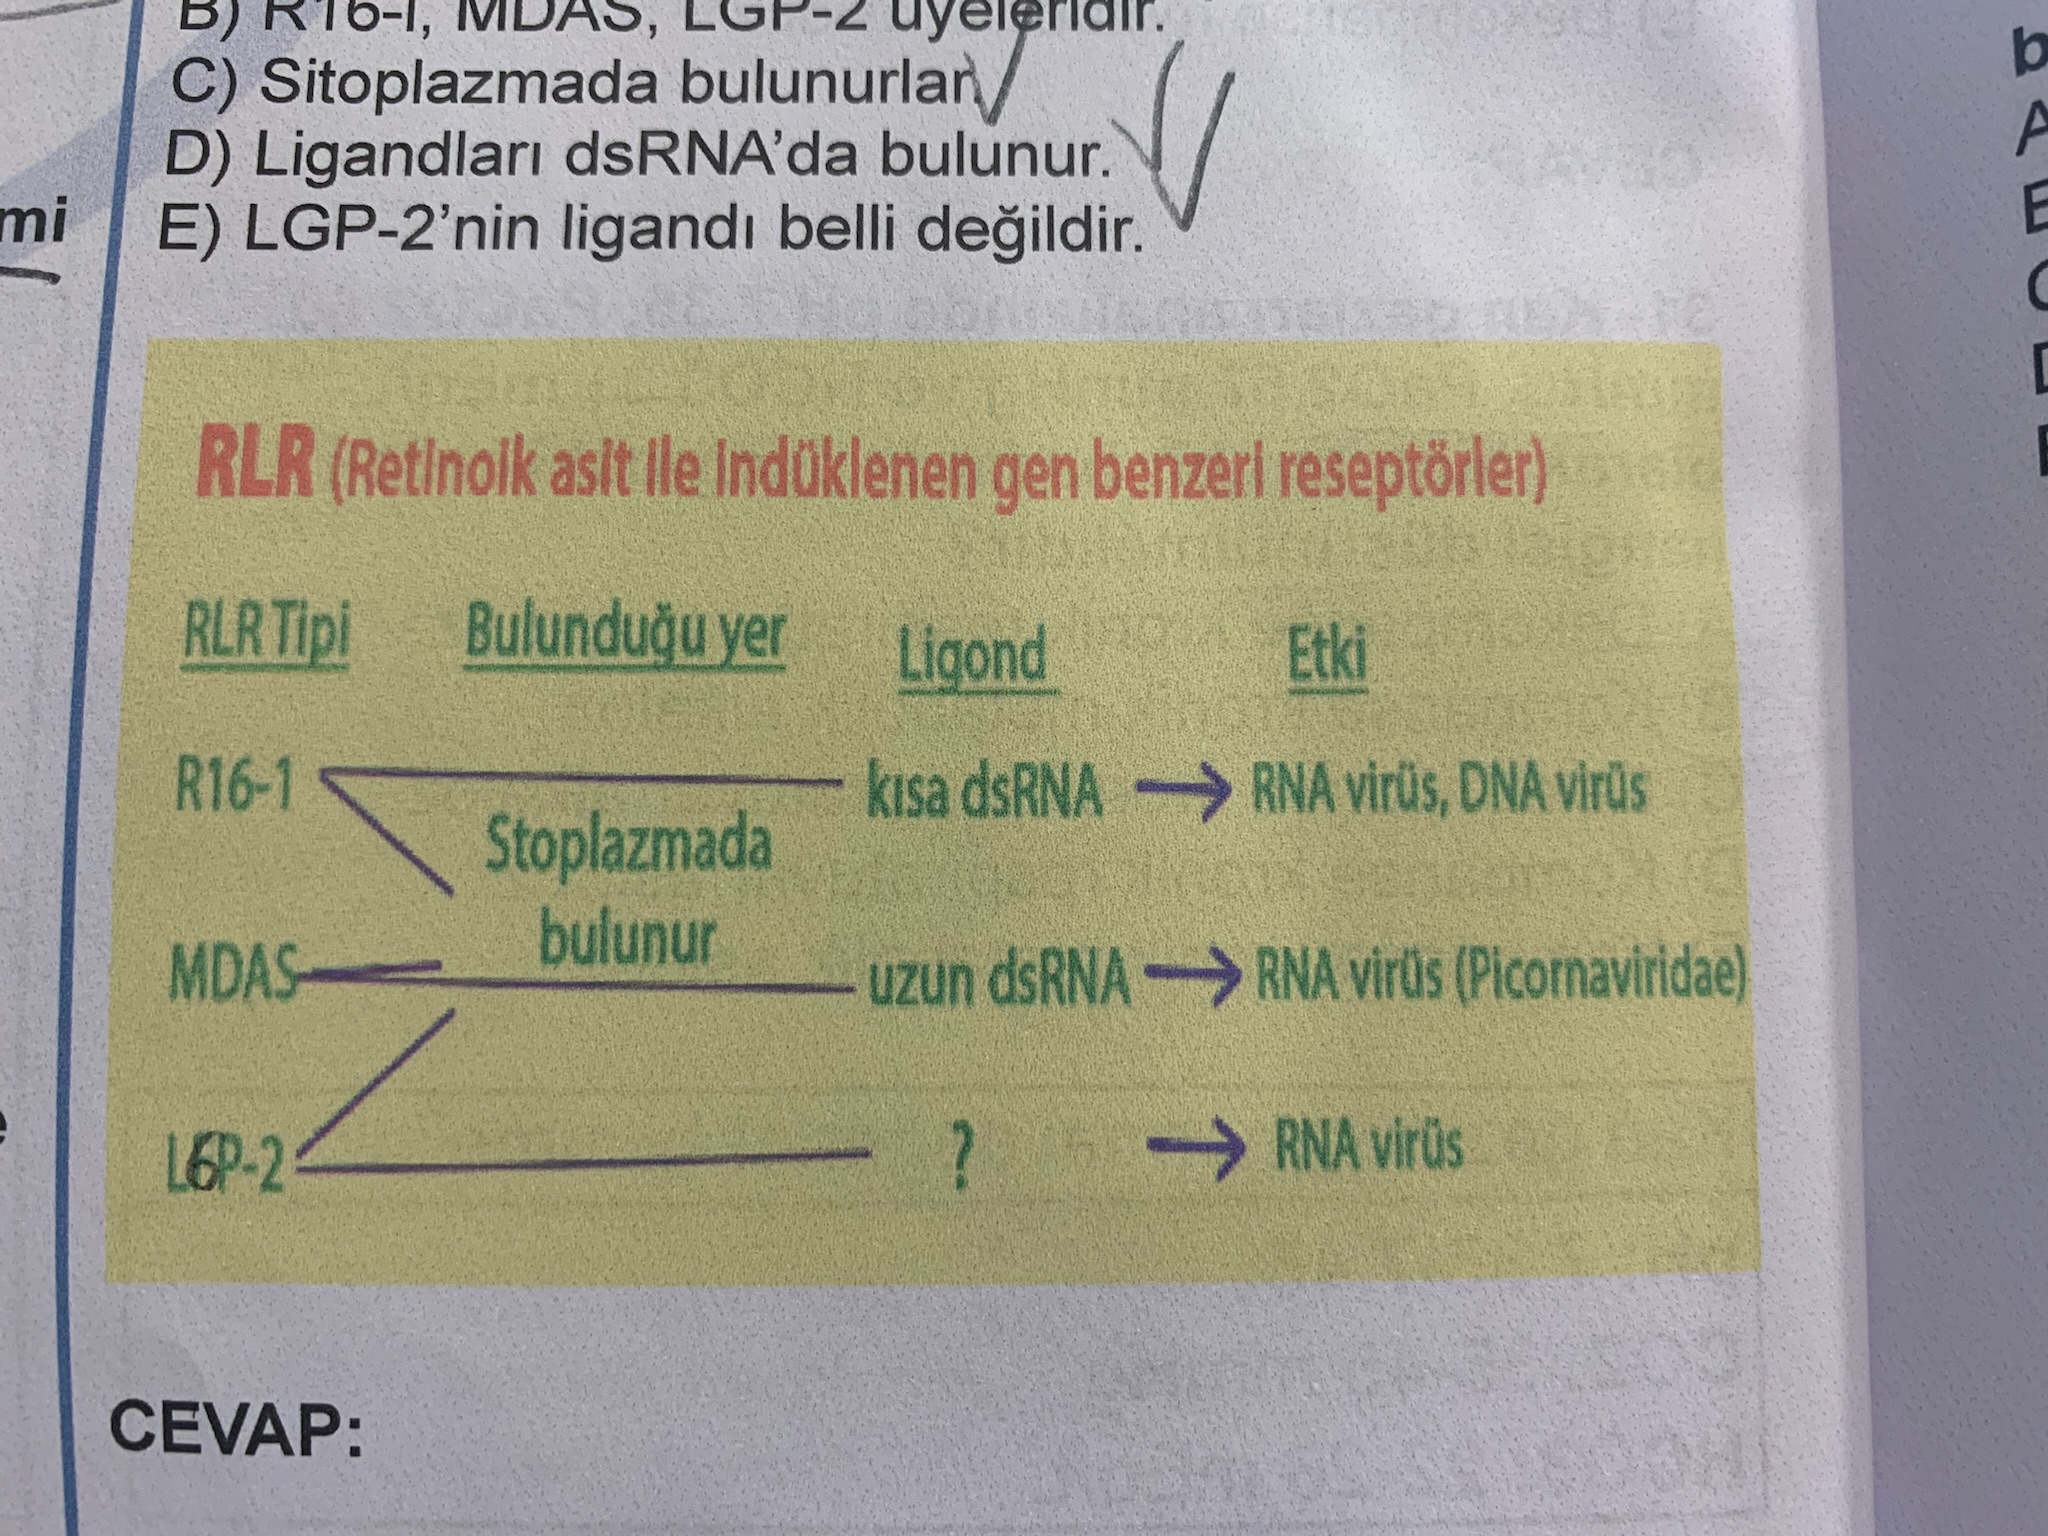 B) R16-I, MDAS, LGP-2 üyeleridir.
C) Sitoplazmada bulunurlar.
D) Ligandları dsRNA'da bulunur.
E) LGP-2'nin ligandı belli değildir.
mi
RLR (Retinoik asit ile indüklenen gen benzeri reseptörler)
RLR Tipi Bulunduğu yer Ligond Etki
R16-1 kısa dsRNA → RNA virüs, DNA virüs
Stoplazmada
bulunur
MDAS uzun dsRNA → RNA virüs (Picornaviridae)
LGP-2 ? → RNA virüs
CEVAP:
b
A